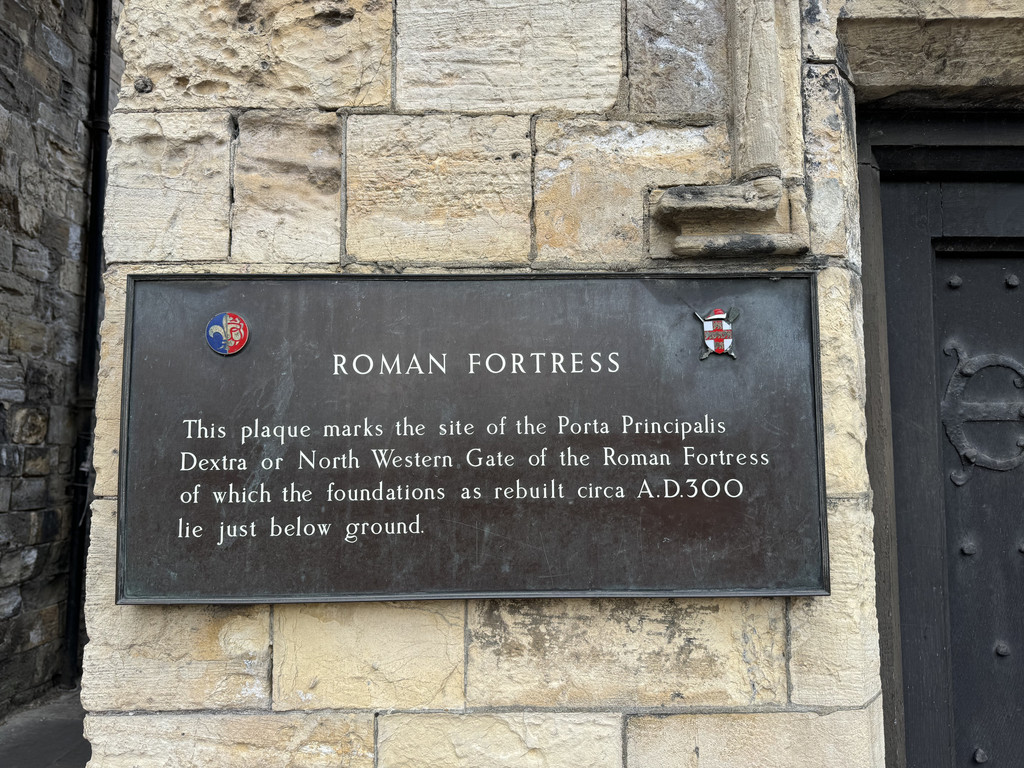 ROMAN FORTRESS
This plaque marks the site of the Porta Principalis
Dextra or North Western Gate of the Roman Fortress
of which the foundations as rebuilt circa A.D.300
lie just below ground.